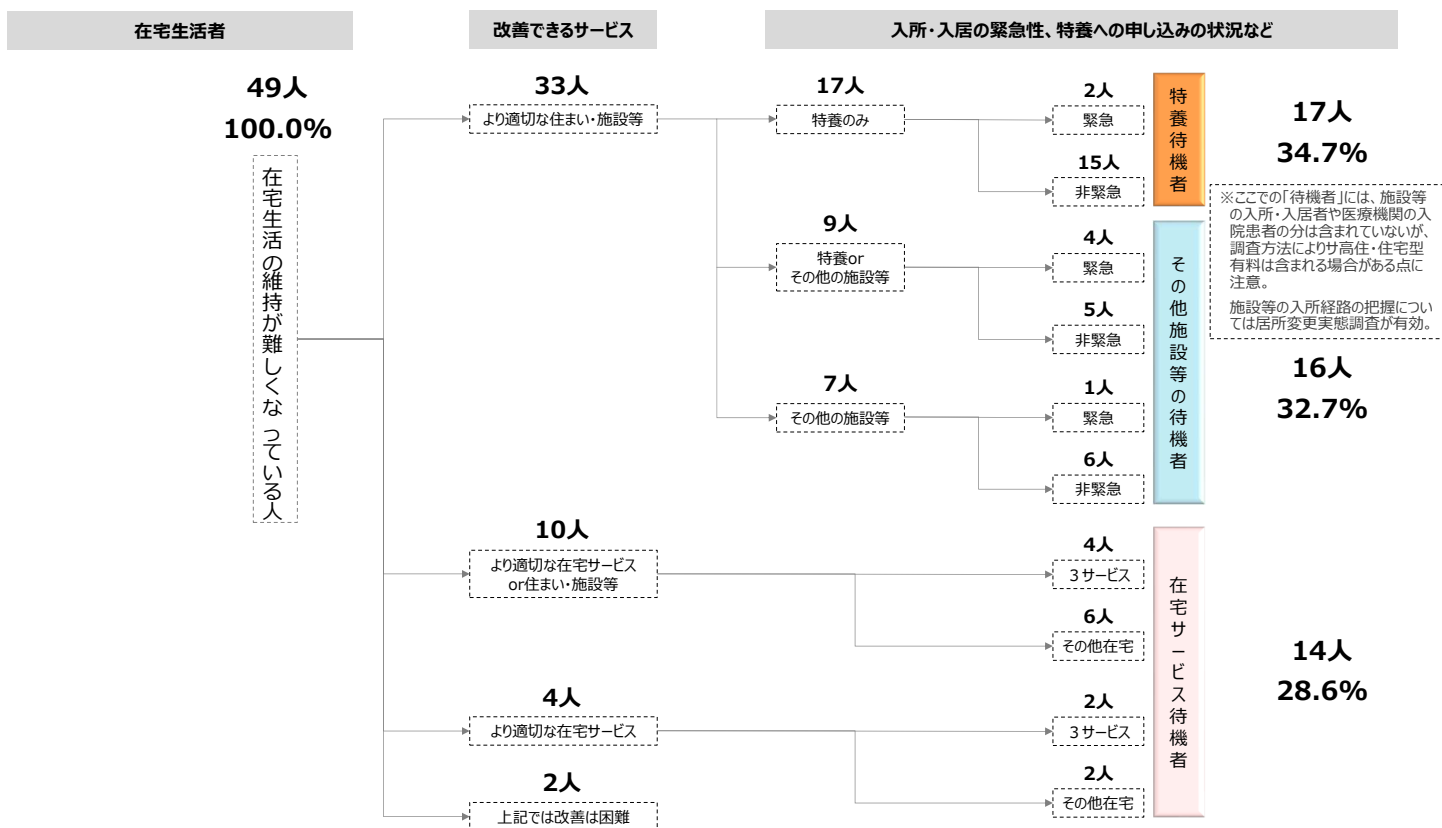 在宅生活者
改善できるサービス
入所・入居の緊急性、特養への申し込みの状況など
49人
100.0%
在宅生活の維持が難しくなっている人
33人
より適切な住まい・施設等
17人
特養のみ
2人
緊急
15人
非緊急
特養待機者
17人
34.7%
※ここでの「待機者」には、施設等
の入所・入居者や医療機関の入
院患者の分は含まれていないが、
調査方法によりサ高住・住宅型
有料は含まれる場合がある点に
注意。
施設等の入所経路の把握につい
ては居所変更実態調査が有効。
9人
特養or
その他の施設等
4人
緊急
5人
非緊急
7人
その他の施設等
1人
緊急
6人
非緊急
その他施設等の待機者
16人
32.7%
10人
より適切な在宅サービス
or住まい・施設等
4人
3サービス
6人
その他在宅
4人
より適切な在宅サービス
2人
3サービス
2人
その他在宅
在宅サービス待機者
14人
28.6%
2人
上記では改善は困難